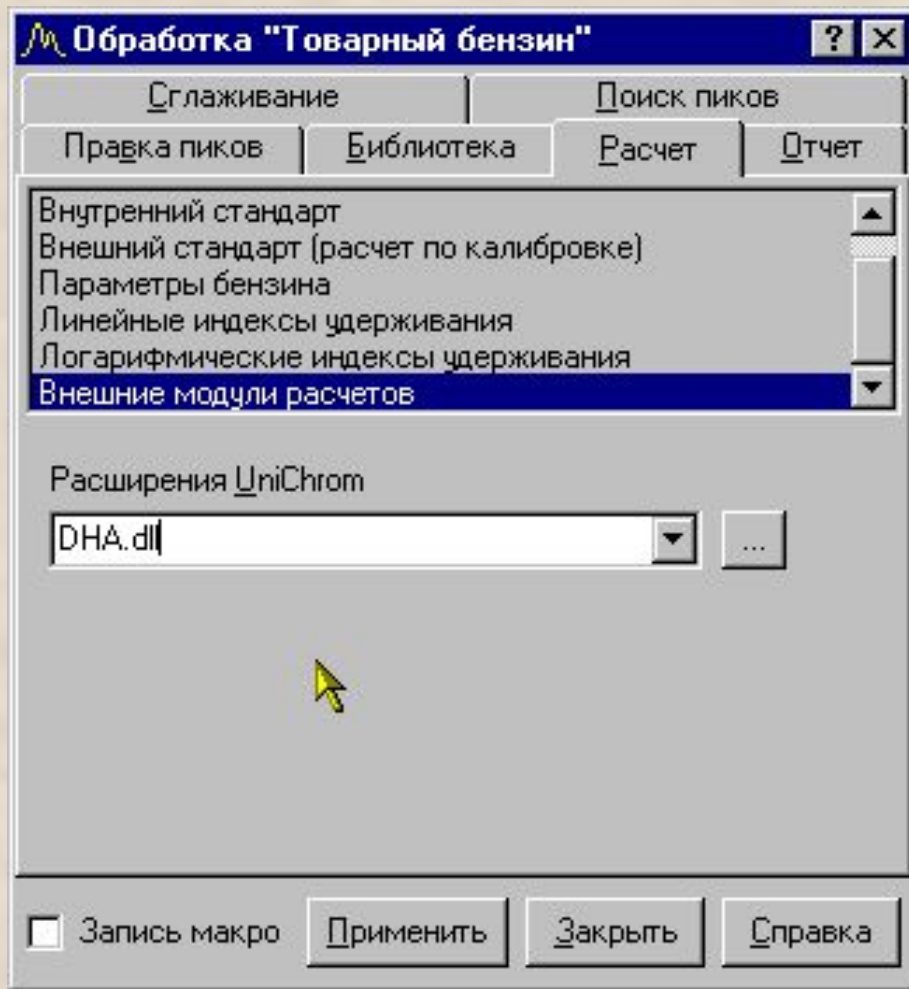 Обработка "Товарный бензин"
Сглаживание
Поиск пиков
Правка пиков
Библиотека
Расчет
Отчет
Внутренний стандарт
Внешний стандарт (расчет по калибровке)
Параметры бензина
Линейные индексы удерживания
Логарифмические индексы удерживания
Внешние модули расчетов
Расширения UniChrom
DHA.dll
...
Запись макро
Применить
Закрыть
Справка